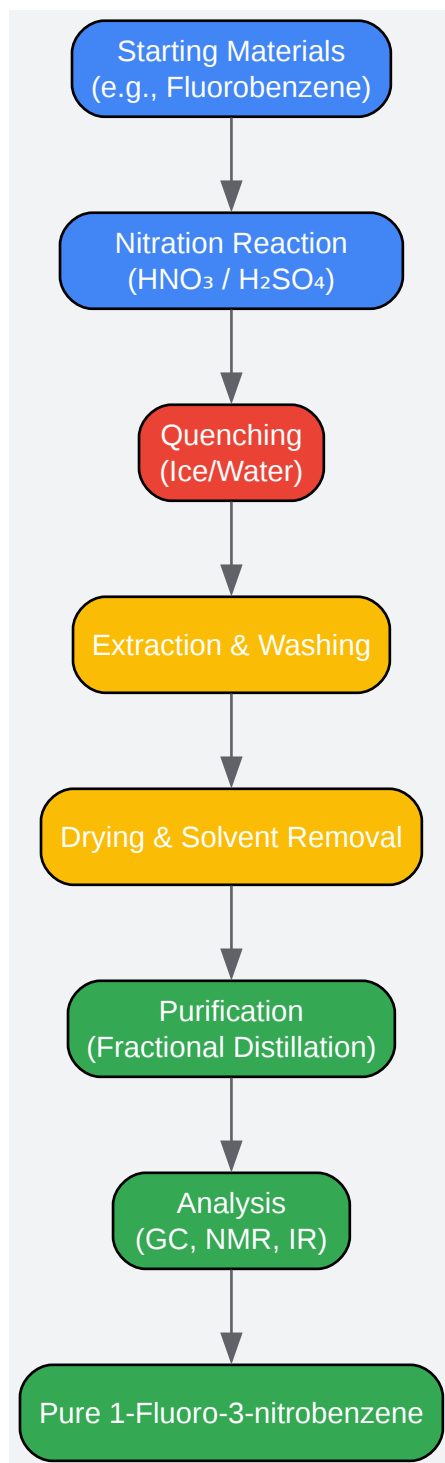 Starting Materials
(e.g., Fluorobenzene)
Nitration Reaction
(HNO₃ / H₂SO₄)
Quenching
(Ice/Water)
Extraction & Washing
Drying & Solvent Removal
Purification
(Fractional Distillation)
Analysis
(GC, NMR, IR)
Pure 1-Fluoro-3-nitrobenzene